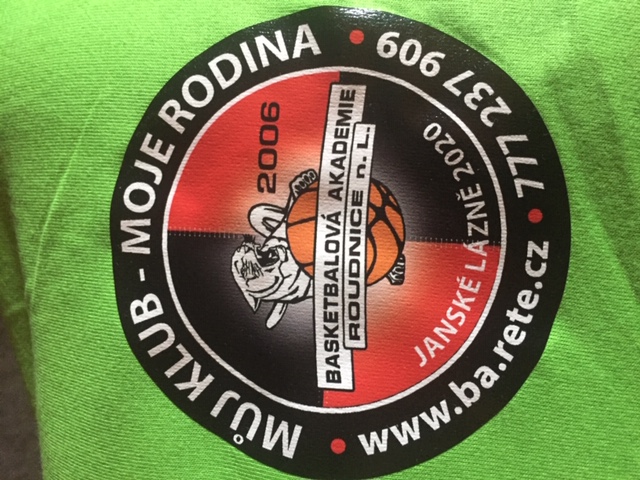 MŮJ KLUB - MOJE RODINA
2006
BASKETBALOVÁ AKADEMIE
ROUDNICE n. L.
JANSKÉ LÁZNĚ 2020
www.ba.rete.cz • 777 237 909